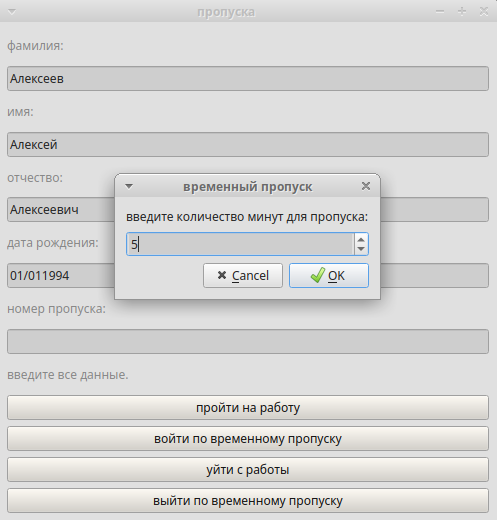 пропуска
фамилия:
Алексеев
имя:
Алексей
отчество:
Алексеевич
дата рождения:
01/011994
номер пропуска:
временный пропуск
введите количество минут для пропуска:
5
Cancel
OK
введите все данные.
пройти на работу
войти по временному пропуску
уйти с работы
выйти по временному пропуску